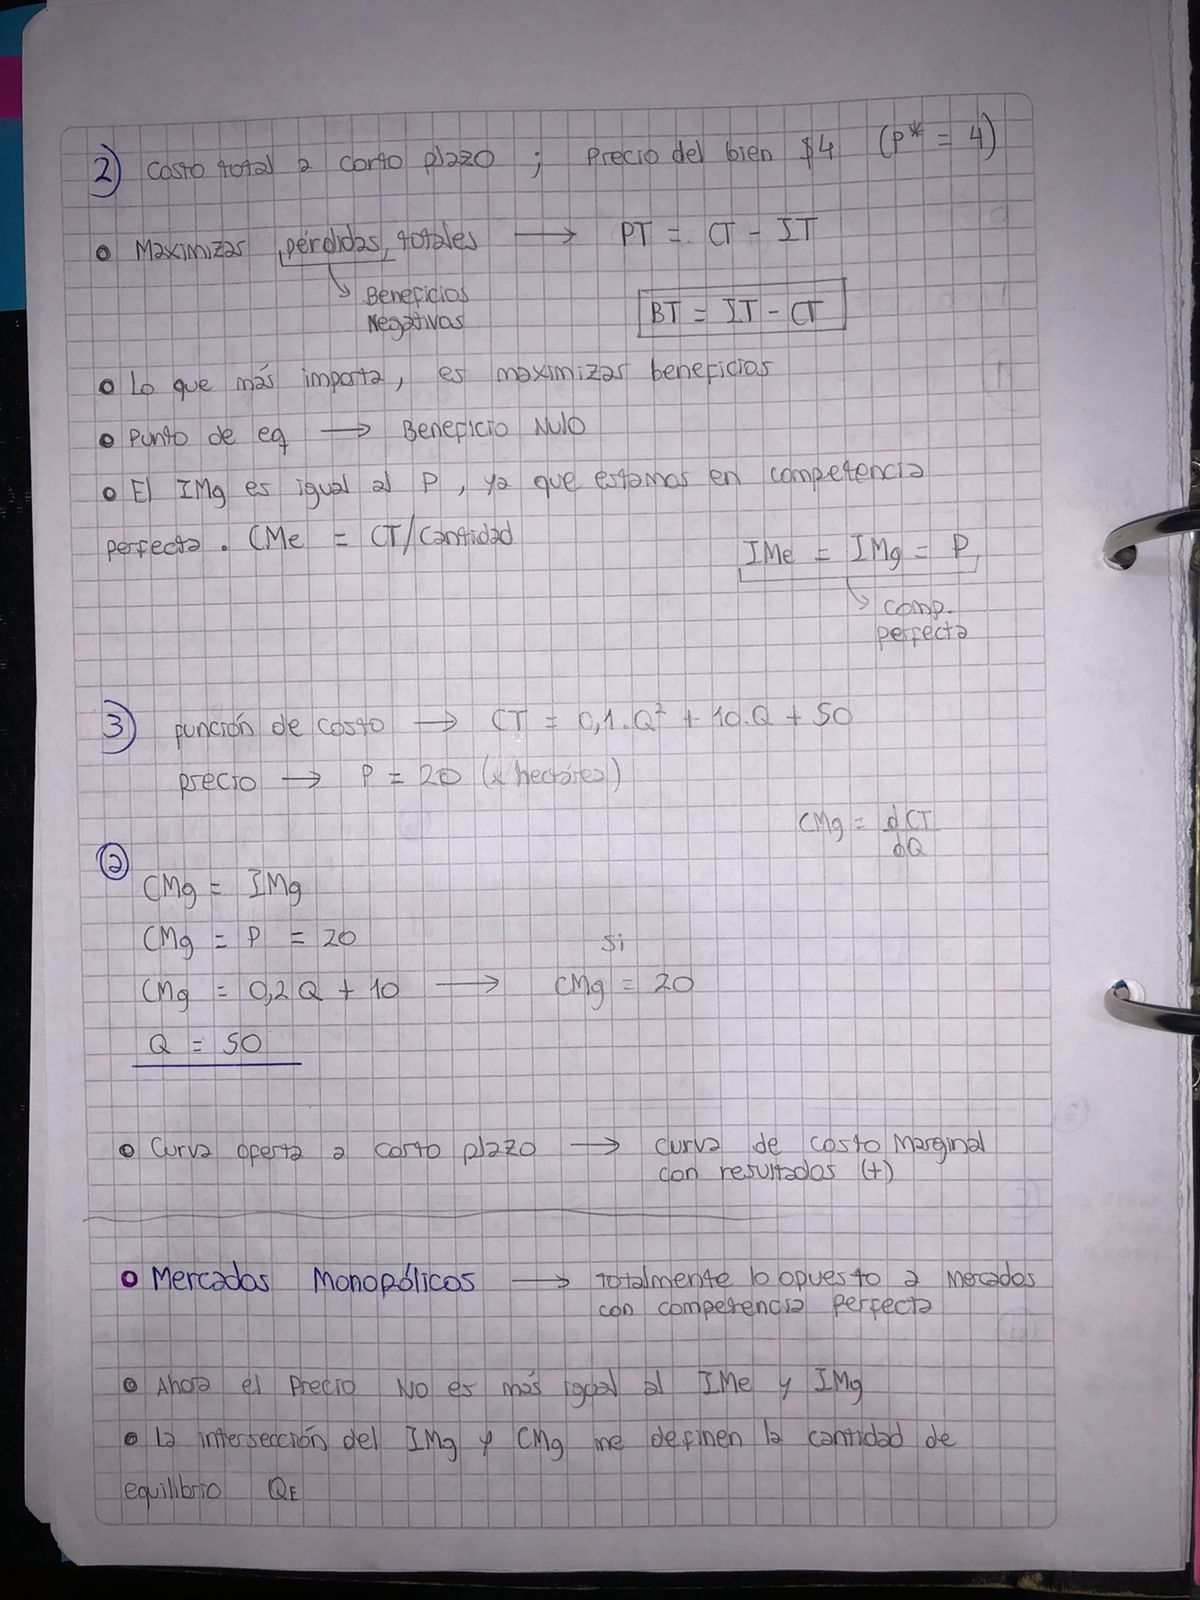 2) Costo total a corto plazo ; Precio del bien $4 (P* = 4)
• Maximizar pérdidas totales → PT = CT - IT
Beneficios
Negativos
BT = IT - CT
• Lo que más importa, es maximizar beneficios
• Punto de eq → Beneficio Nulo
• El IMg es igual al P, ya que estamos en competencia
perfecta. CMe = CT/Cantidad
IMe = IMg = P
comp.
perfecta
3) función de costo → CT = 0,1.Q² + 10.Q + 50
precio → P = 20 (x hectárea)
CMg = dCT/dQ
a
CMg = IMg
CMg = P = 20
si
CMg = 0,2Q + 10 → CMg = 20
Q = 50
• Curva oferta a corto plazo → curva de costo Marginal
con resultados (+)
• Mercados Monopólicos → totalmente lo opuesto a mercados
con competencia perfecta
• Ahora el Precio NO es más igual al IMe y IMg
• La intersección del IMg y CMg me definen la cantidad de
equilibrio QE